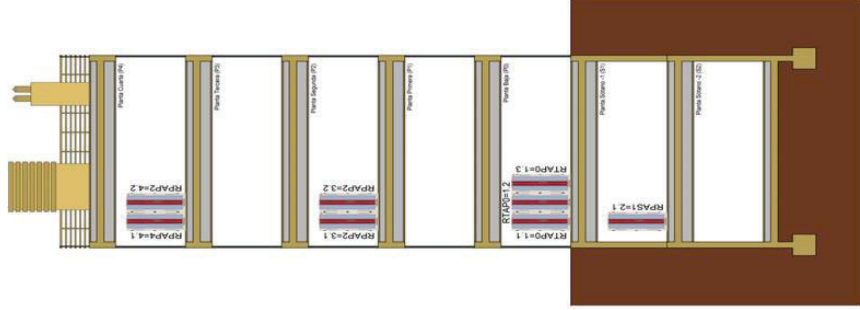 Planta Cuarta (P4)
RPAP2=4.2
RPAP4=4.1
Planta Tercera (P3)
Planta Segunda (P2)
RPAP2=3.2
RPAP2=3.1
Planta Primera (P1)
Planta Baja (P0)
RTAP0=1.3
RTAP0=1.2
RTAP0=1.1
Planta Sótano -1 (S1)
RPAS1=2.1
Planta Sótano -2 (S2)